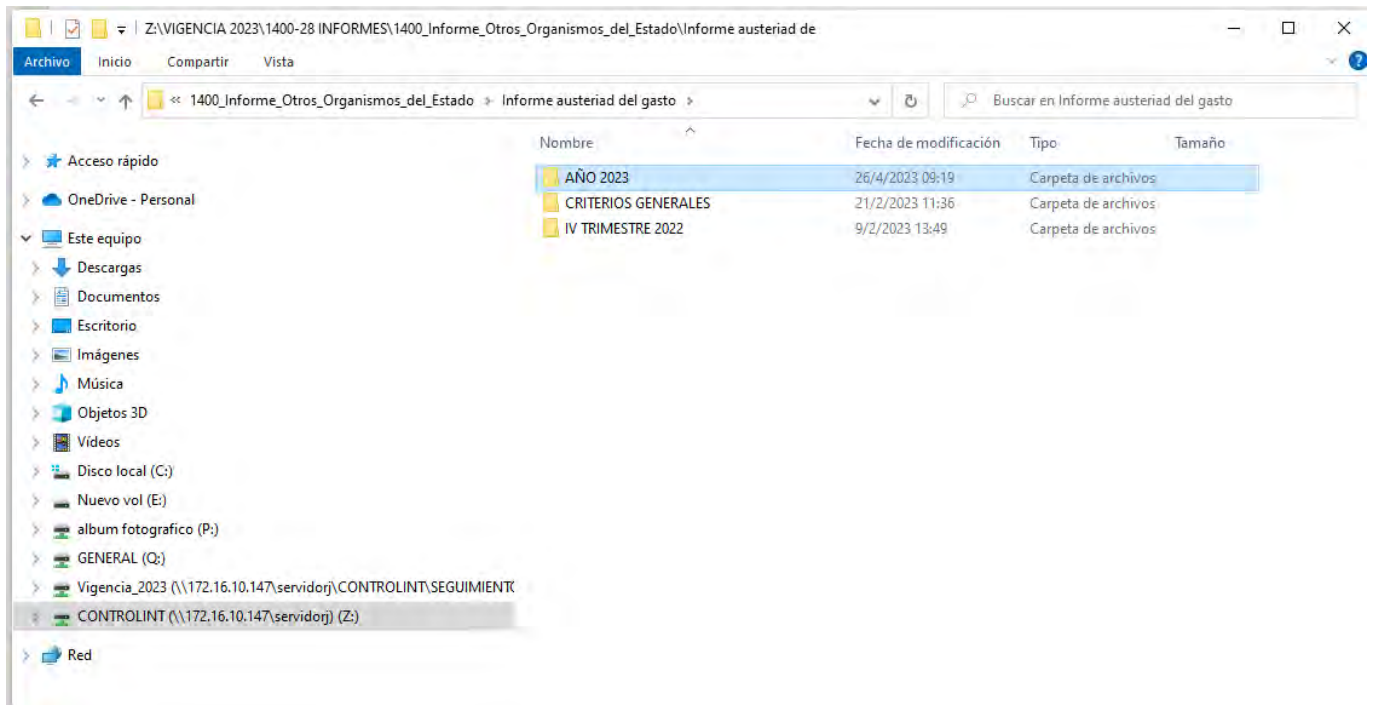 Z:\VIGENCIA 2023\1400-28 INFORMES\1400_Informe_Otros_Organismos_del_Estado\Informe austeriad de
Archivo Inicio Compartir Vista
« 1400_Informe_Otros_Organismos_del_Estado > Informe austeriad del gasto > Buscar en Informe austeriad del gasto
Nombre Fecha de modificación Tipo Tamaño
AÑO 2023 26/4/2023 09:19 Carpeta de archivos
CRITERIOS GENERALES 21/2/2023 11:36 Carpeta de archivos
IV TRIMESTRE 2022 9/2/2023 13:49 Carpeta de archivos
Acceso rápido
OneDrive - Personal
Este equipo
Descargas
Documentos
Escritorio
Imágenes
Música
Objetos 3D
Vídeos
Disco local (C:)
Nuevo vol (E:)
album fotografico (P:)
GENERAL (Q:)
Vigencia_2023 (\\172.16.10.147\servidorj\CONTROLINT\SEGUIMIENTO
CONTROLINT (\\172.16.10.147\servidorj) (Z:)
Red